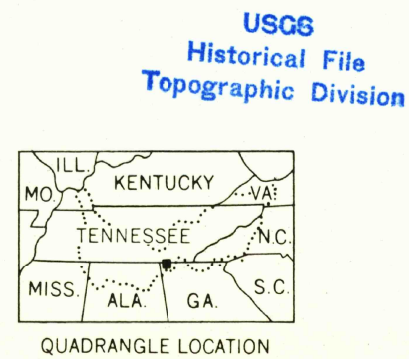 USGS
Historical File
Topographic Division
ILL.
MO.
KENTUCKY
VA.
TENNESSEE
N.C.
MISS.
ALA.
GA.
S.C.
QUADRANGLE LOCATION